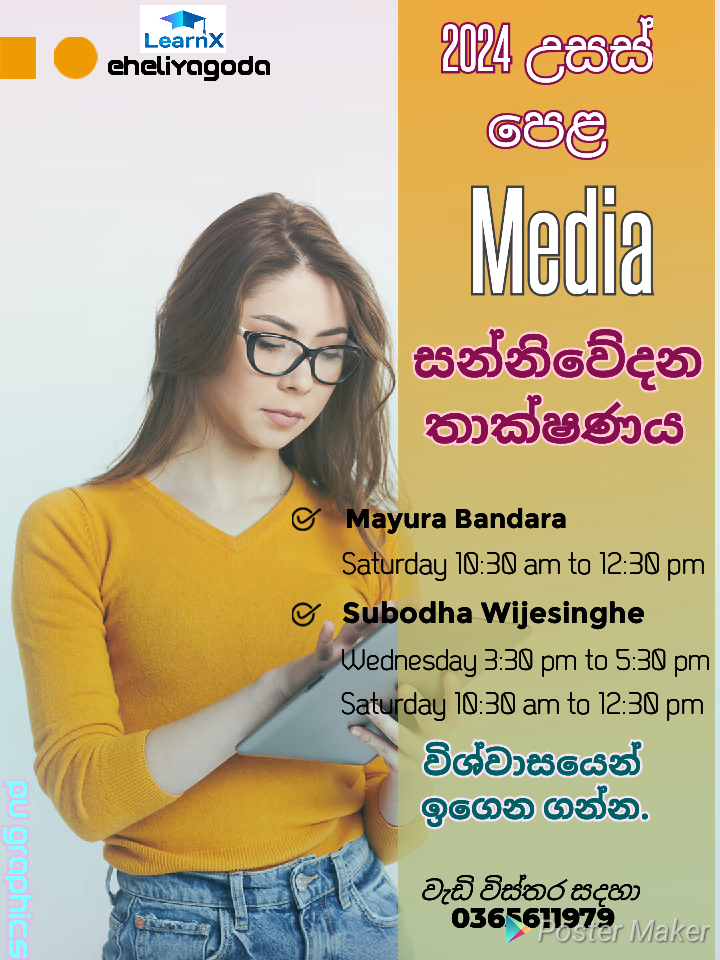 LearnX
eheliyagoda
2024 උසස්
පෙළ
Media
සන්නිවේදන
තාක්ෂණය
Mayura Bandara
Saturday 10:30 am to 12:30 pm
Subodha Wijesinghe
Wednesday 3:30 pm to 5:30 pm
Saturday 10:30 am to 12:30 pm
විශ්වාසයෙන්
ඉගෙන ගන්න.
වැඩි විස්තර සදහා
0365611979
Poster Maker
pv graphics